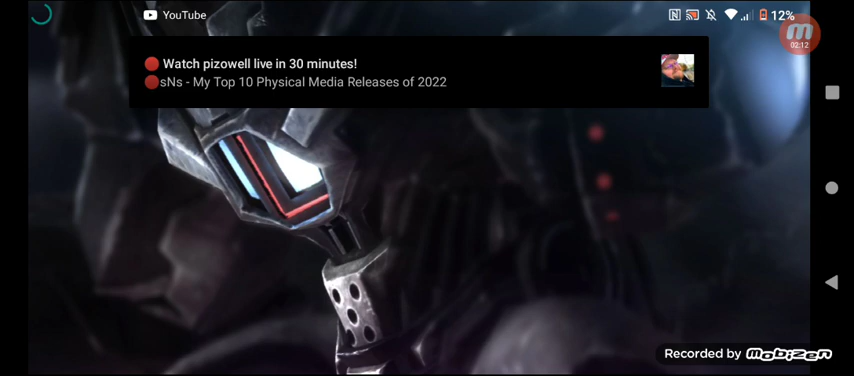 YouTube
12%
02:12
Watch pizowell live in 30 minutes!
sNs - My Top 10 Physical Media Releases of 2022
Recorded by mobizen